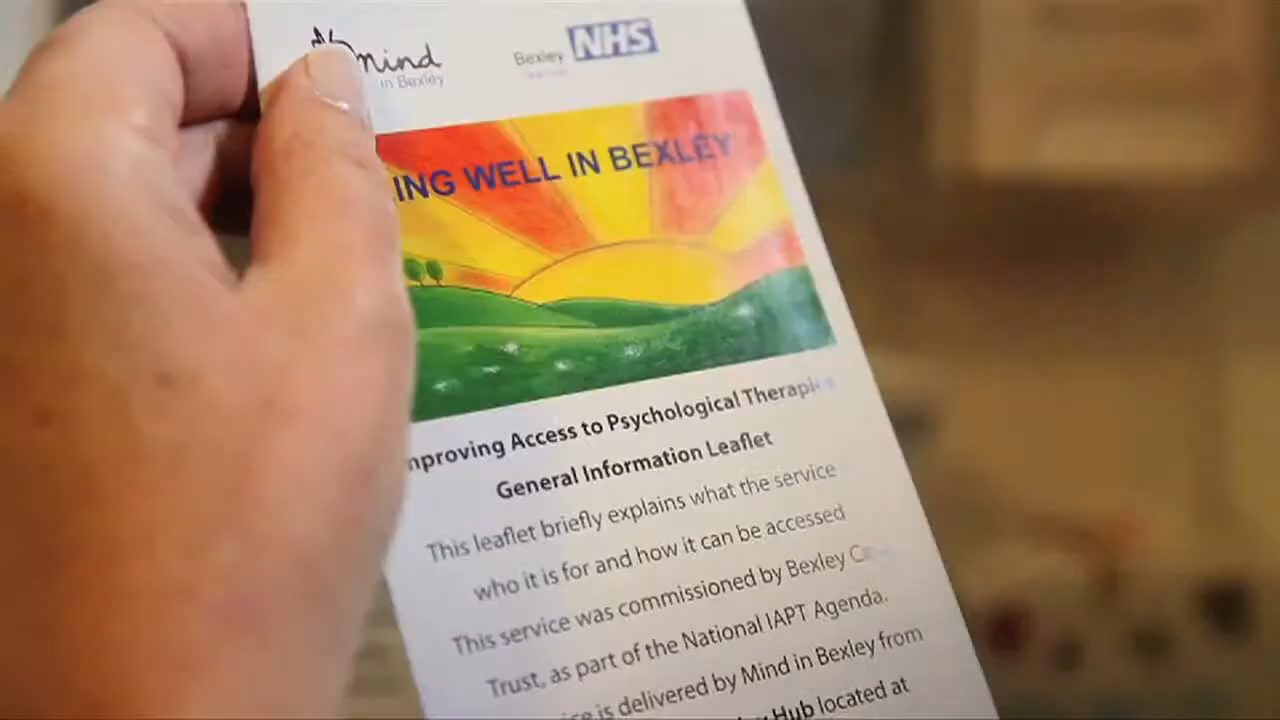 mind
in Bexley
Bexley NHS
ING WELL IN BEXLEY
mproving Access to Psychological Therapies
General Information Leaflet
This leaflet briefly explains what the service
who it is for and how it can be accessed
This service was commissioned by Bexley
Trust, as part of the National IAPT Agenda.
is delivered by Mind in Bexley from
Hub located at